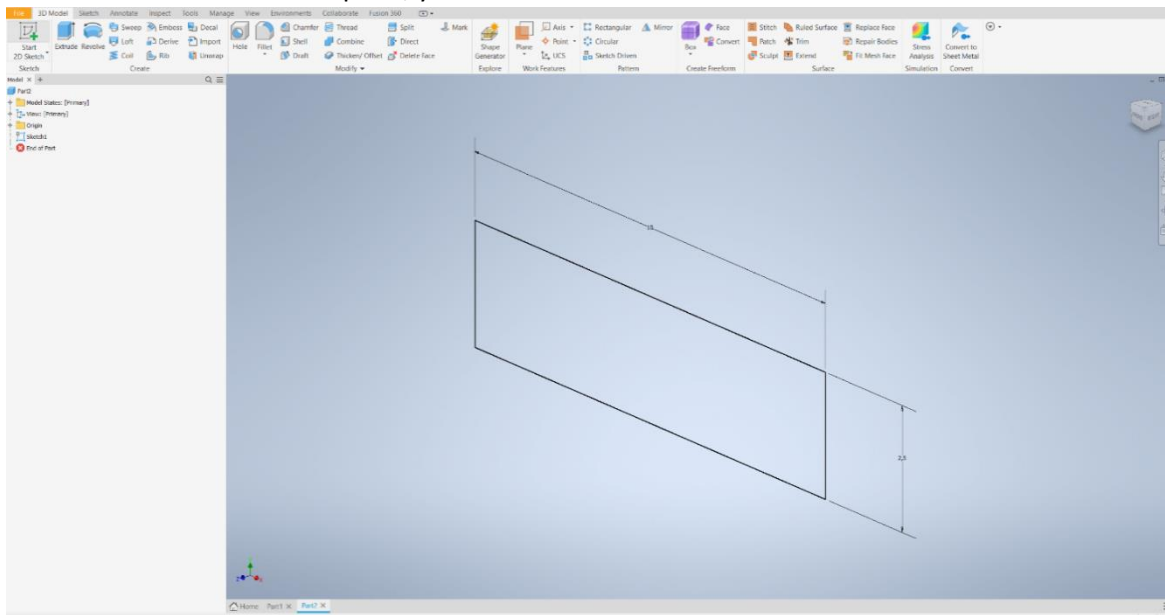 File 3D Model Sketch Annotate Inspect Tools Manage View Environments Collaborate Fusion 360
Start 2D Sketch
Extrude
Revolve
Sweep
Emboss
Decal
Loft
Derive
Import
Coil
Rib
Unwrap
Hole
Fillet
Chamfer
Thread
Split
Mark
Shell
Combine
Direct
Draft
Thickness/ Offset
Delete Face
Shape Generator
Plane
Axis
Point
UCS
Rectangular
Mirror
Circular
Sketch Driven
Box
Face
Convert
Stitch
Ruled Surface
Replace Face
Patch
Trim
Repair Bodies
Sculpt
Extend
Fit Mesh Face
Stress Analysis
Convert to Sheet Metal
Sketch Create Modify Explore Work Features Pattern Create Freeform Surface Simulation Convert
Model × +
Part2
Model States: [Primary]
View: [Primary]
Origin
Sketch1
End of Part
2,5
Home Part1 × Part2 ×